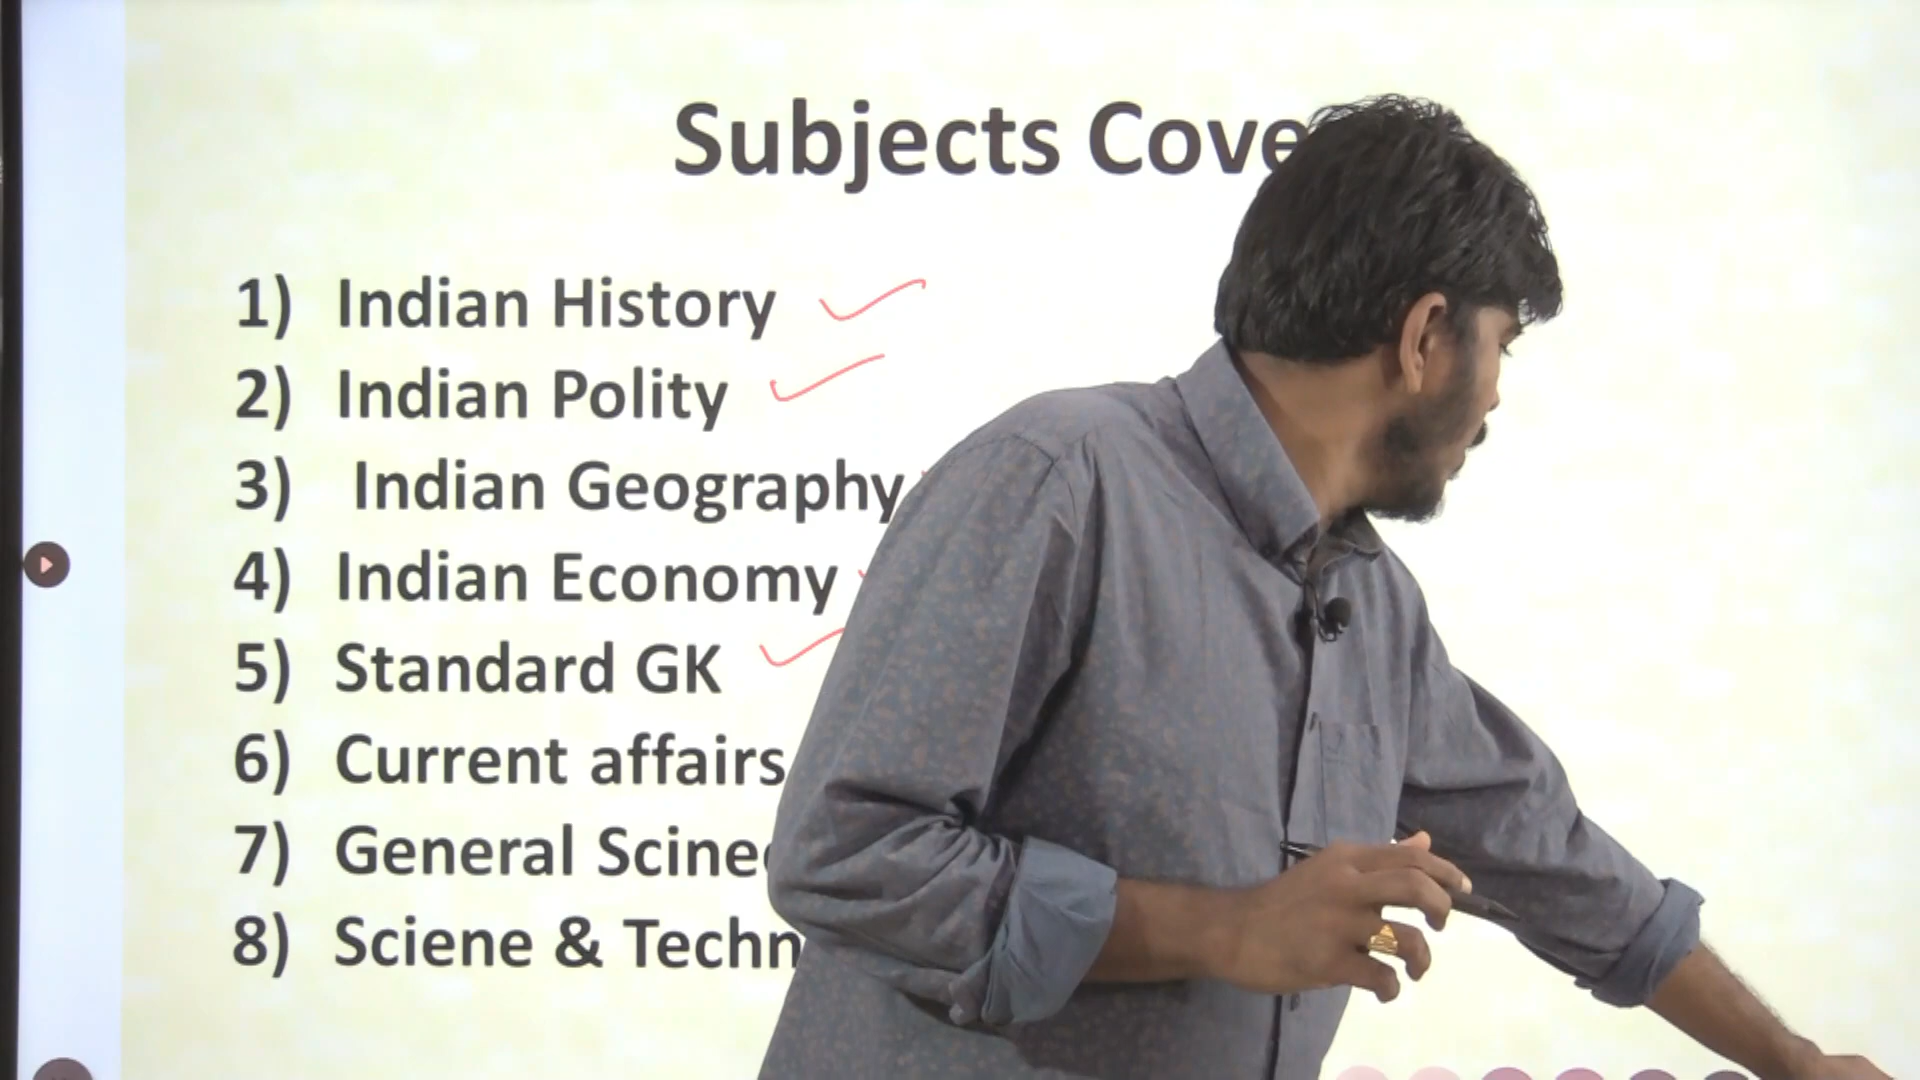 Subjects Cove
1) Indian History
2) Indian Polity
3) Indian Geography
4) Indian Economy
5) Standard GK
6) Current affairs
7) General
8) Sciene & Techn